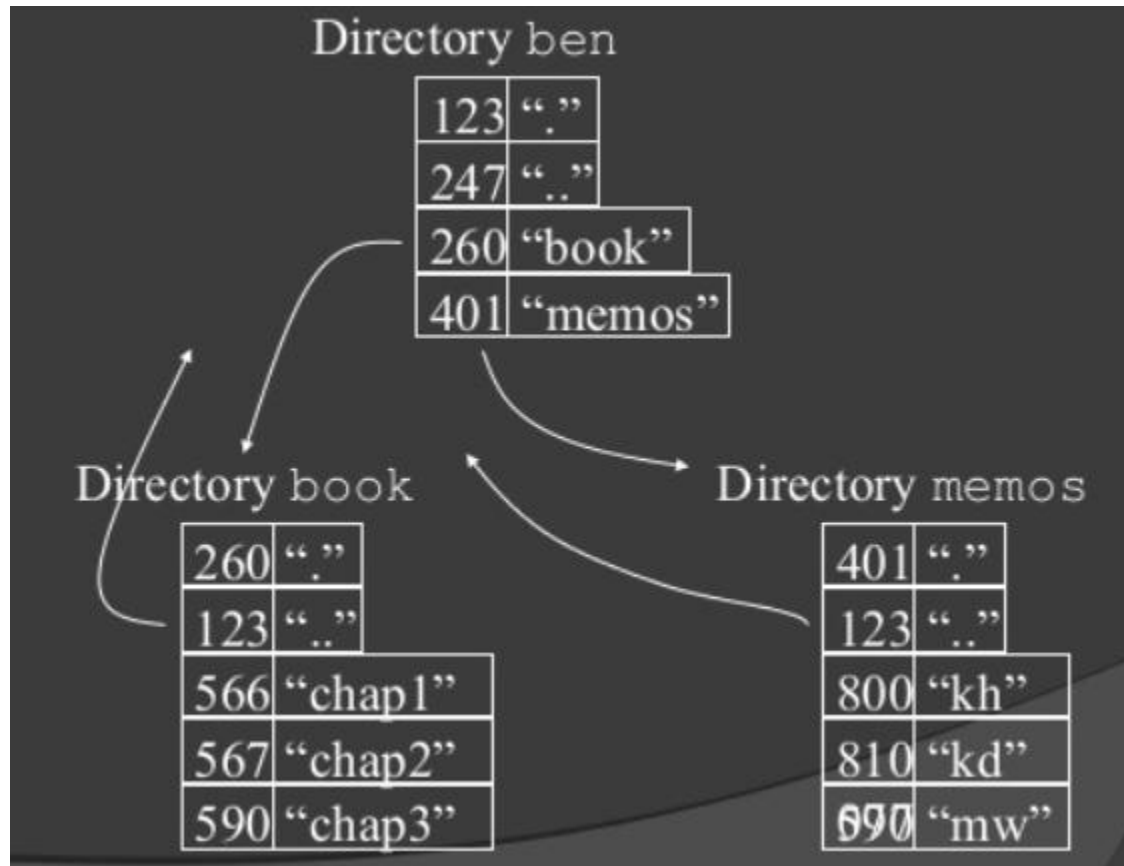 Directory ben
123 “.”
247 “..”
260 “book”
401 “memos”
Directory book
260 “.”
123 “..”
566 “chap1”
567 “chap2”
590 “chap3”
Directory memos
401 “.”
123 “..”
800 “kh”
810 “kd”
“mw”